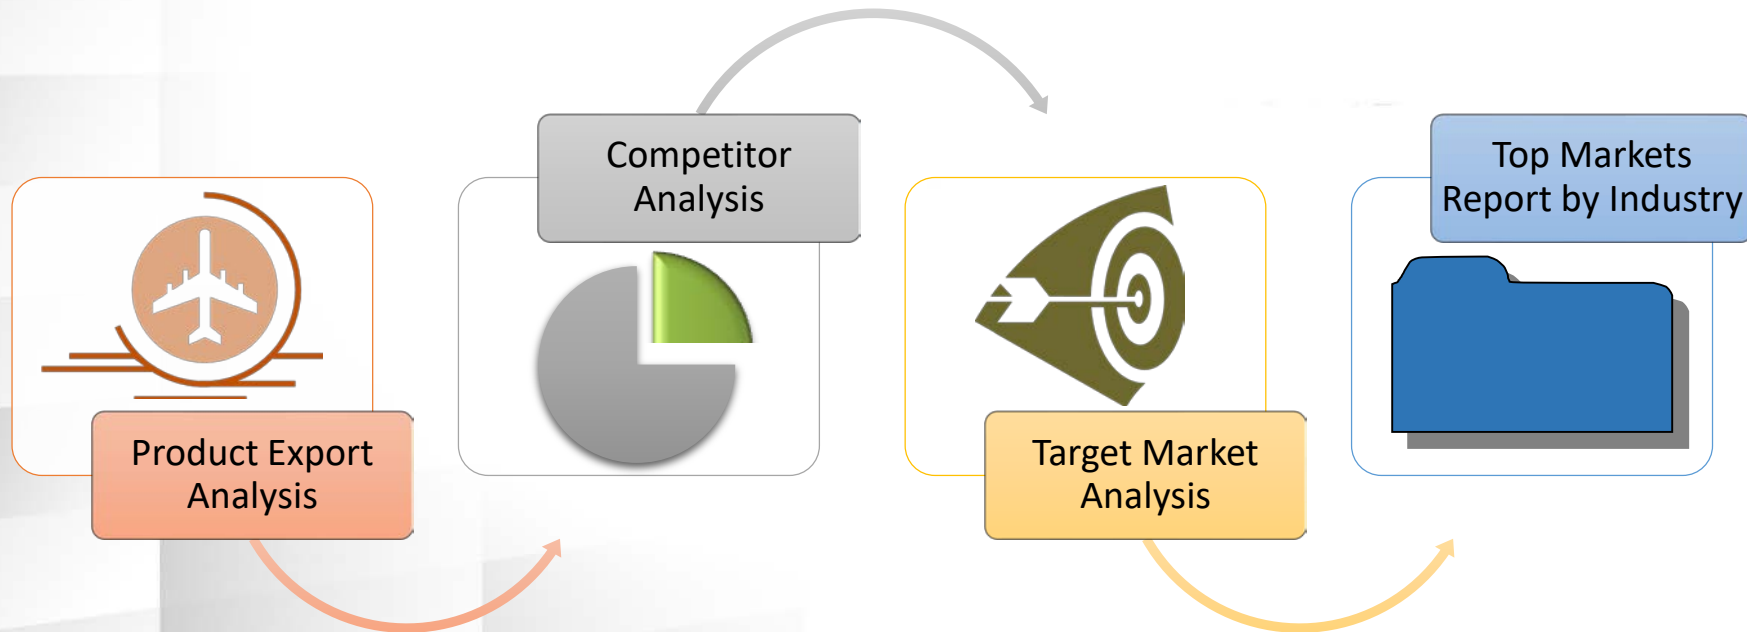 Product Export
Analysis
Competitor
Analysis
Target Market
Analysis
Top Markets
Report by Industry